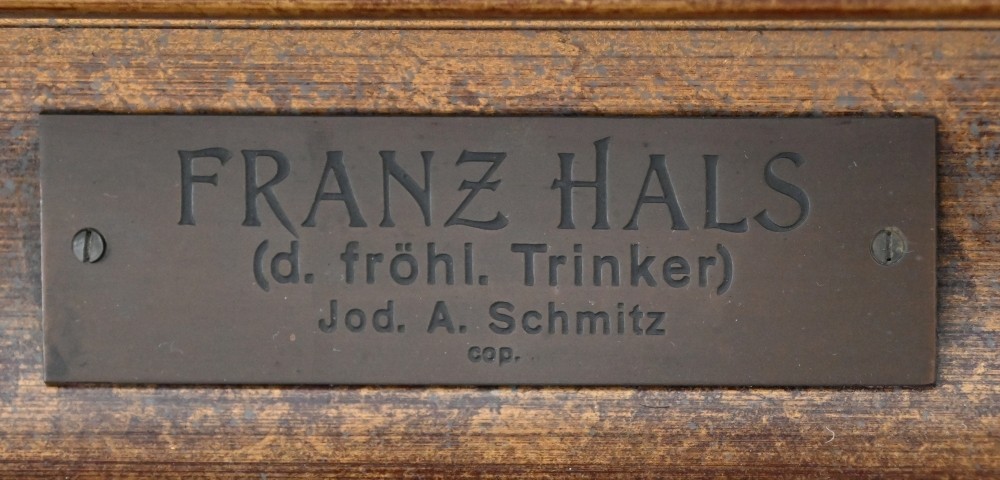 FRANZ HALS
(d. fröhl. Trinker)
Jod. A. Schmitz
cop.